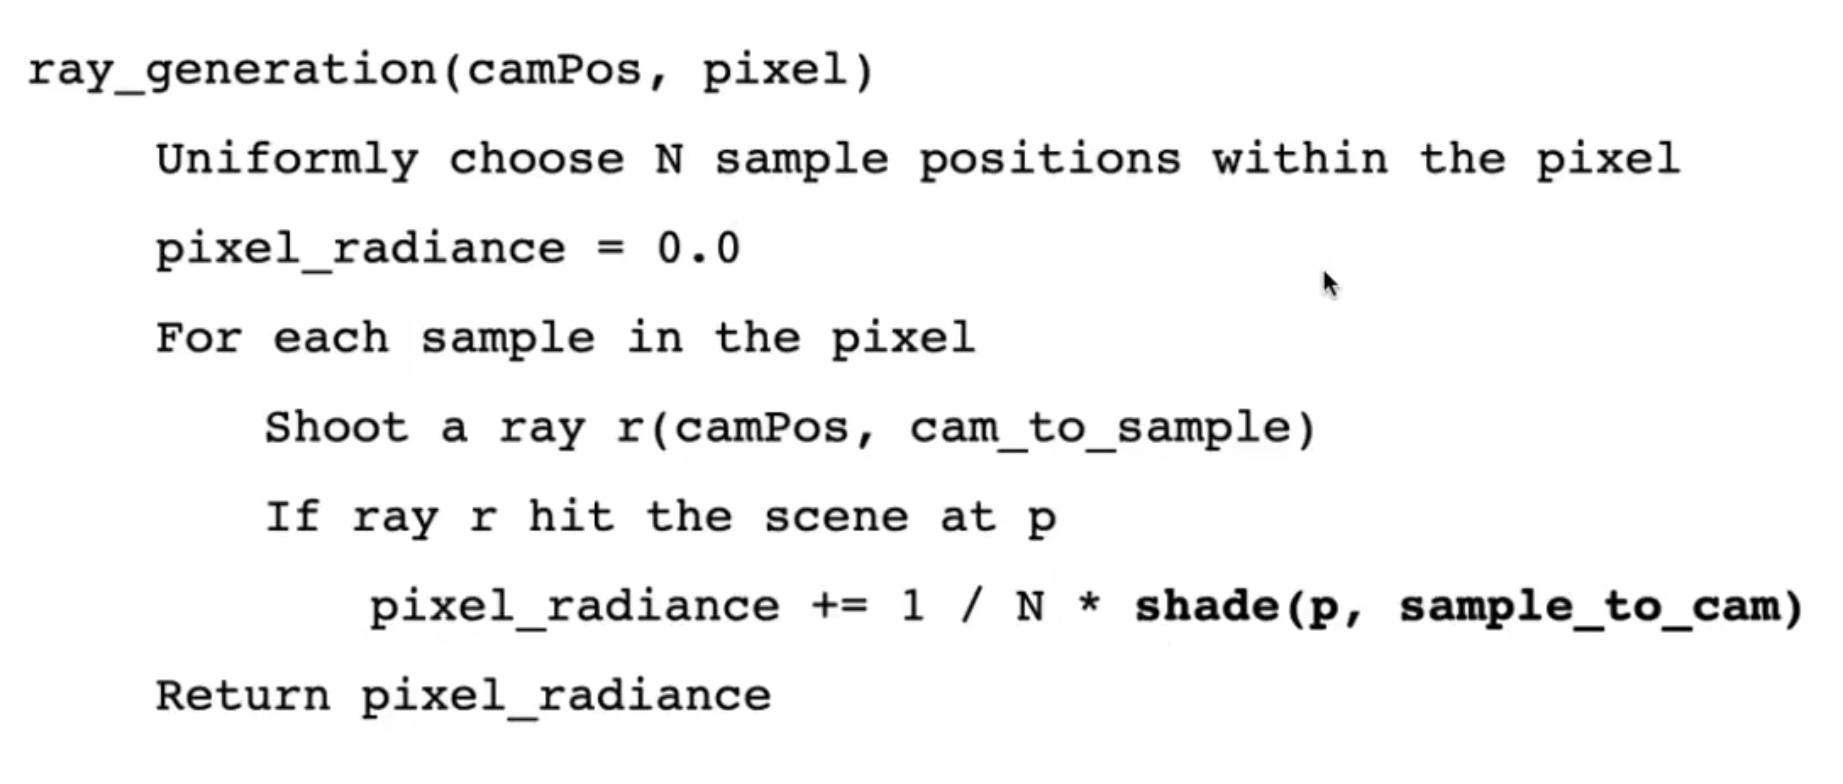 ray_generation(camPos, pixel)
Uniformly choose N sample positions within the pixel
pixel_radiance = 0.0
For each sample in the pixel
Shoot a ray r(camPos, cam_to_sample)
If ray r hit the scene at p
pixel_radiance += 1 / N * shade(p, sample_to_cam)
Return pixel_radiance